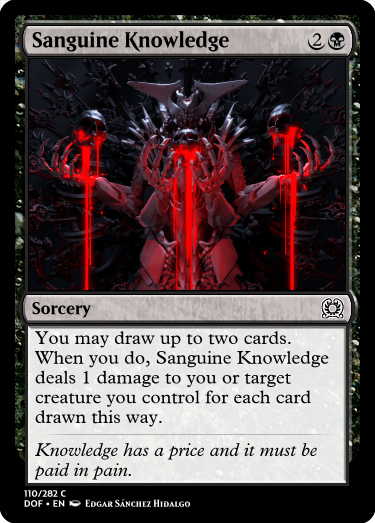 Sanguine Knowledge 2
Sorcery
You may draw up to two cards.
When you do, Sanguine Knowledge
deals 1 damage to you or target
creature you control for each card
drawn this way.
Knowledge has a price and it must be
paid in pain.
110/282 C
DOF • EN Edgar Sánchez Hidalgo